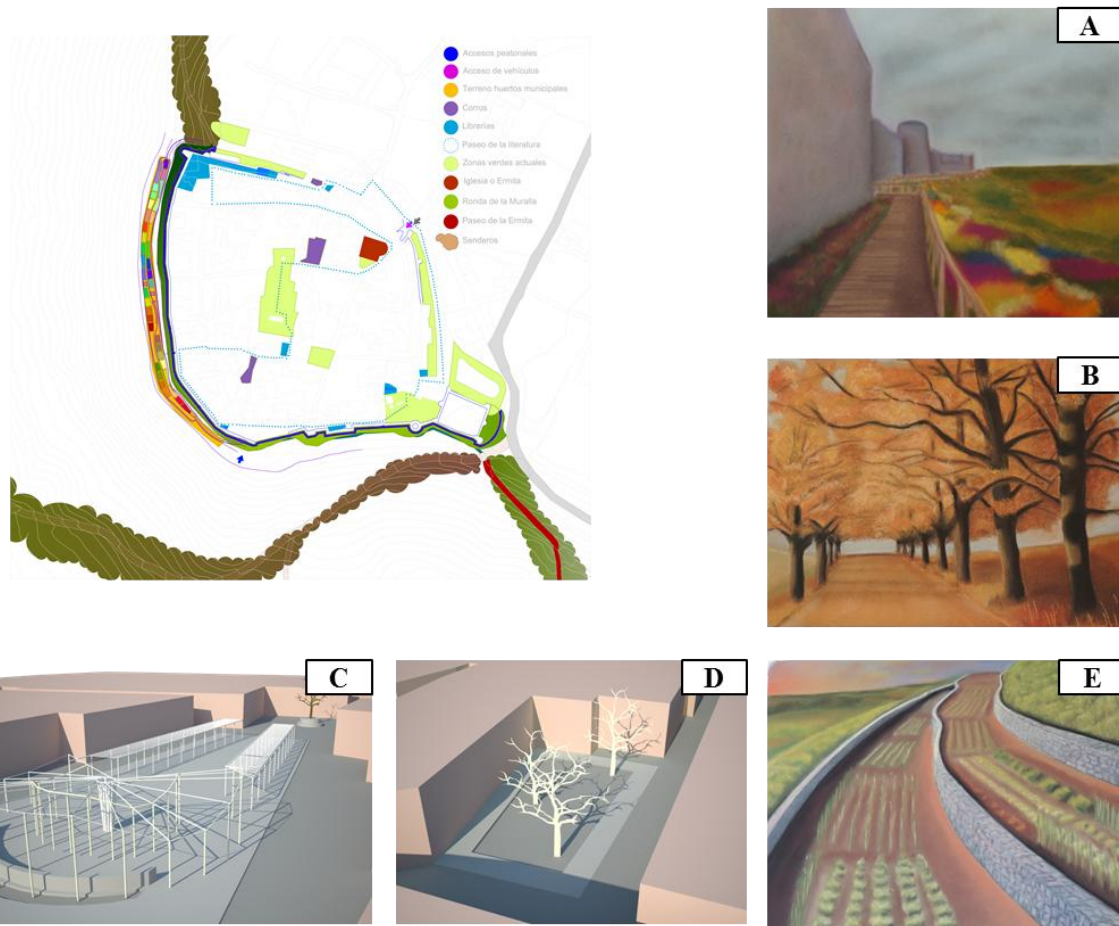 Accesos peatonales
Acceso de vehículos
Terreno huertos municipales
Corros
Librerías
Paseo de la literatura
Zonas verdes actuales
Iglesia o Ermita
Ronda de la Muralla
Paseo de la Ermita
Senderos
A
B
C
D
E